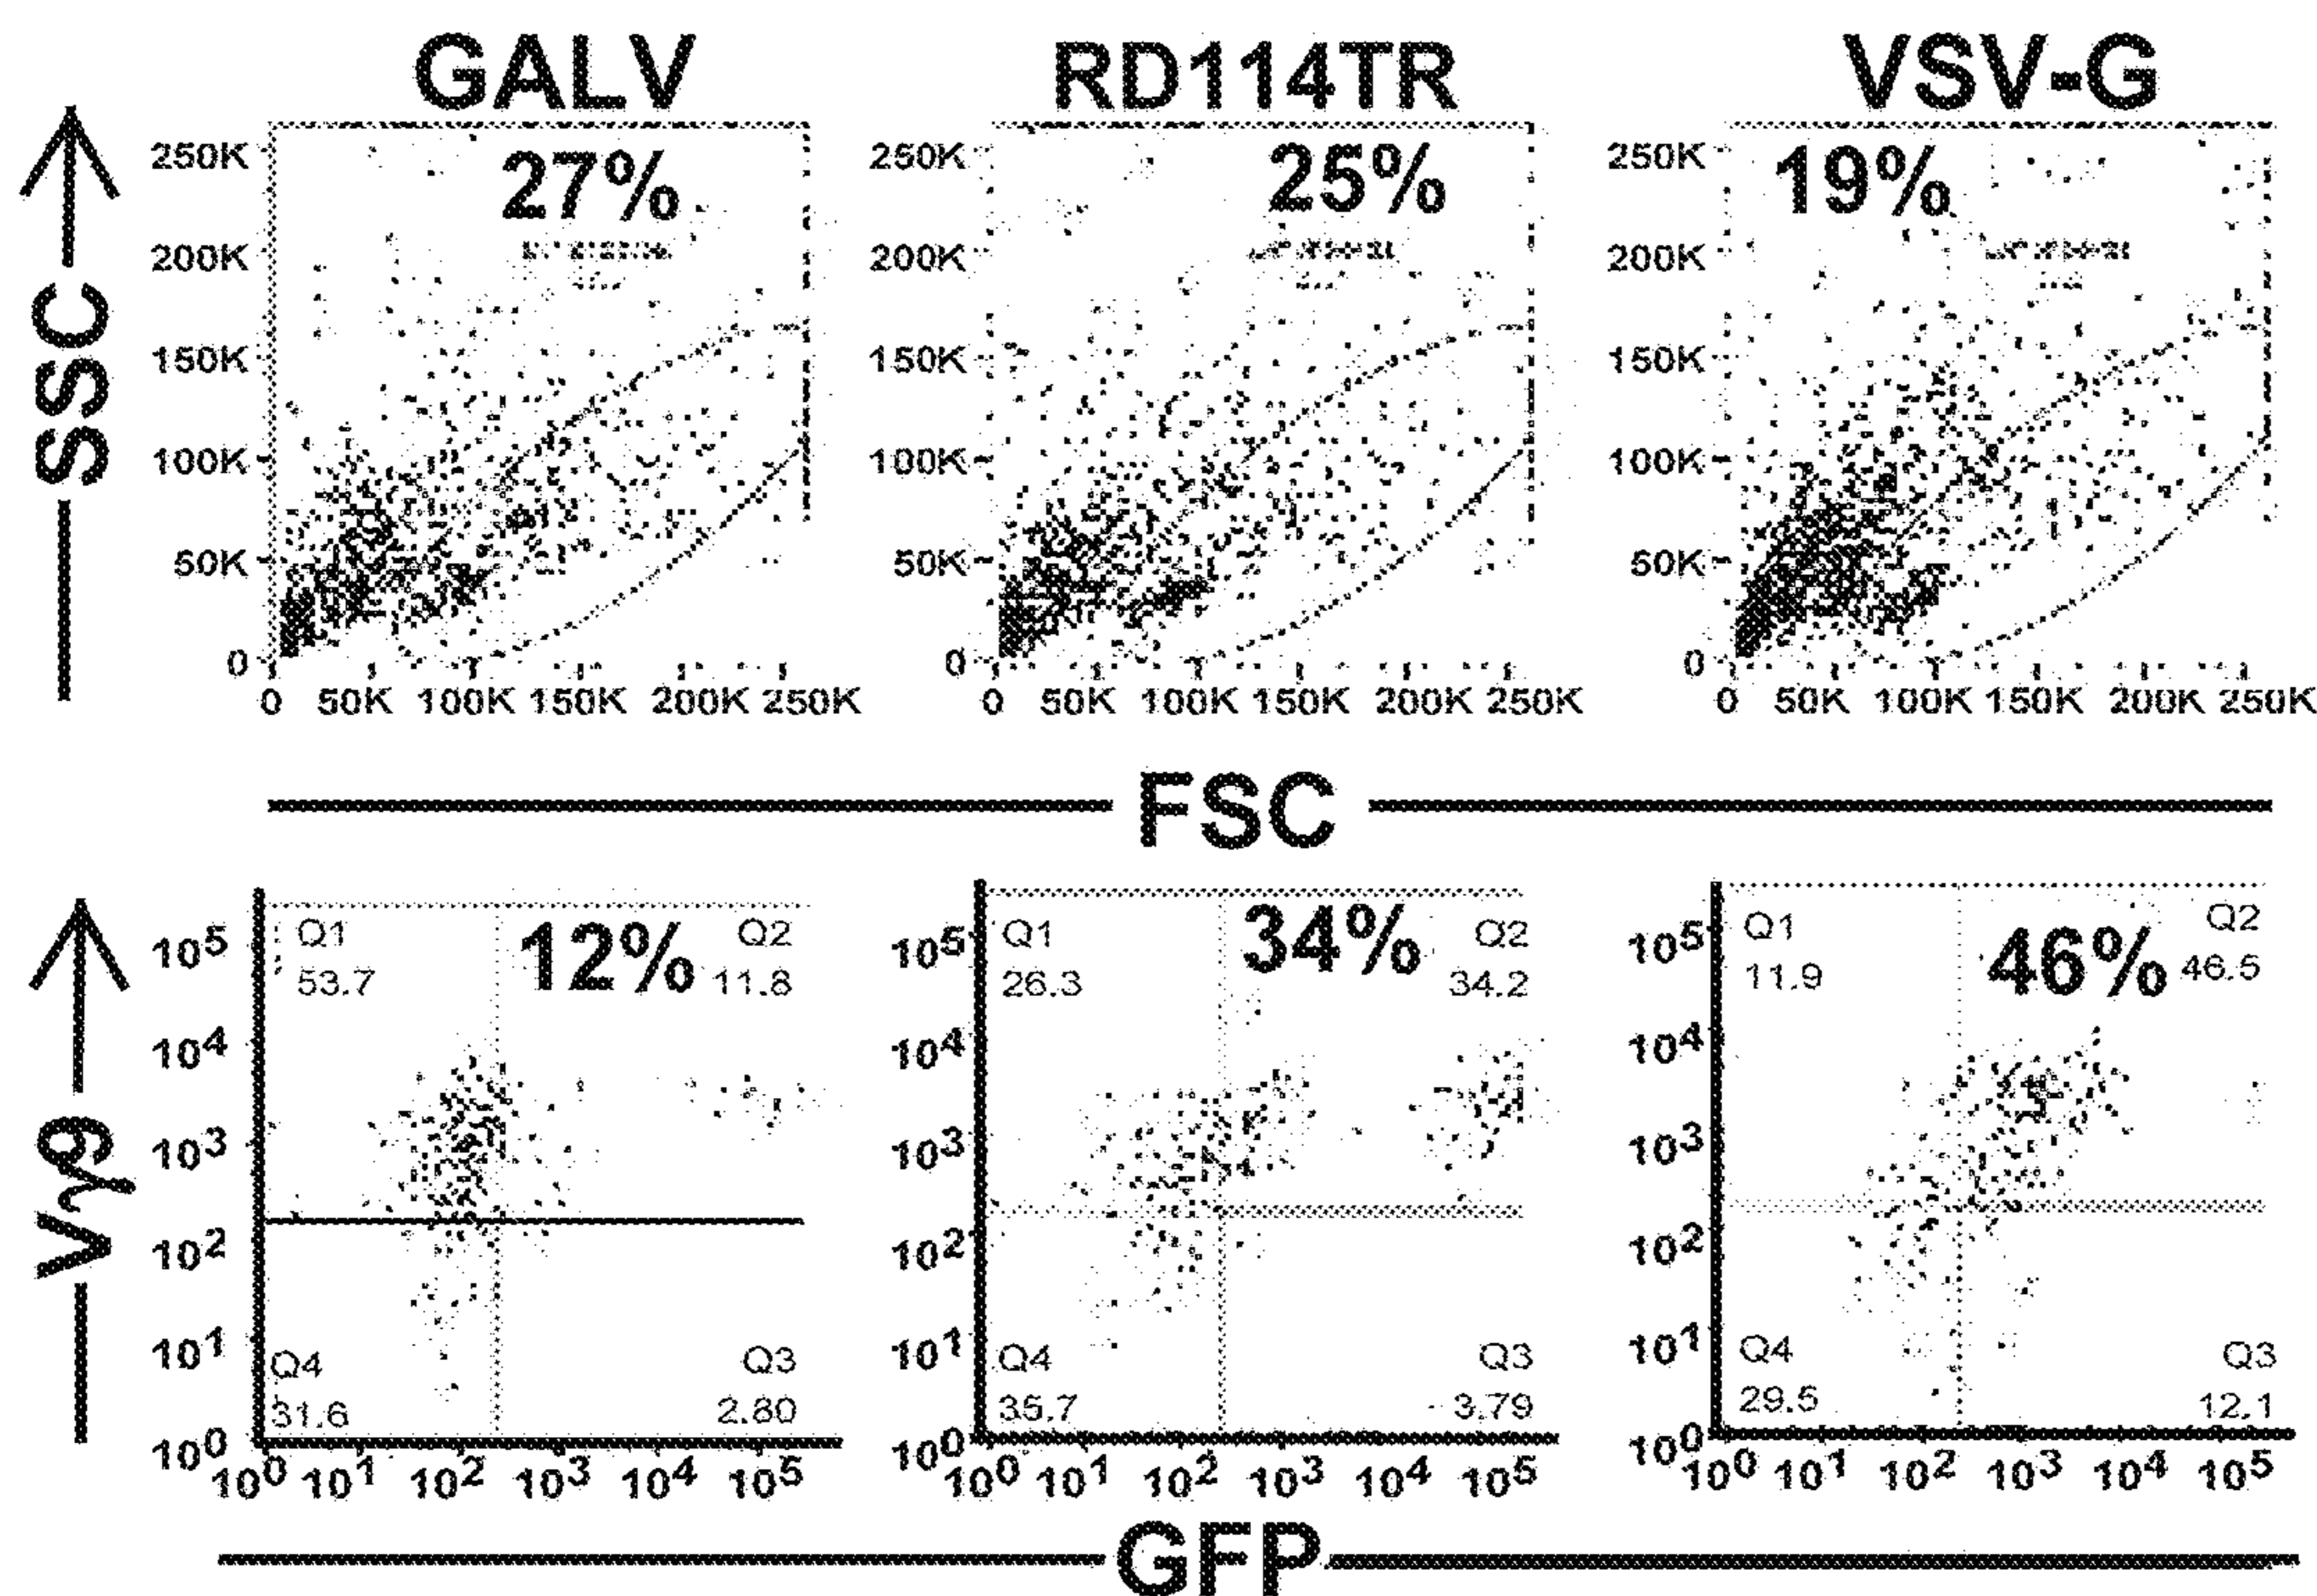 GALV RD114TR VSV-G
SSC
250K 27% 250K 25% 250K 19%
200K 200K 200K
150K 150K 150K
100K 100K 100K
50K 50K 50K
0 0 0
0 50K 100K 150K 200K 250K 0 50K 100K 150K 200K 250K 0 50K 100K 150K 200K 250K
FSC
Vγ9
10⁵ Q1 12% Q2 10⁵ Q1 34% Q2 10⁵ Q1 46% Q2
53.7 11.8 26.3 34.2 11.9 46.5
10⁴ 10⁴ 10⁴
10³ 10³ 10³
10² 10² 10²
10¹ Q4 Q3 10¹ Q4 Q3 10¹ Q4 Q3
31.6 2.80 35.7 3.79 29.5 12.1
10⁰ 10⁰ 10⁰
10⁰ 10¹ 10² 10³ 10⁴ 10⁵ 10⁰ 10¹ 10² 10³ 10⁴ 10⁵ 10⁰ 10¹ 10² 10³ 10⁴ 10⁵
GFP